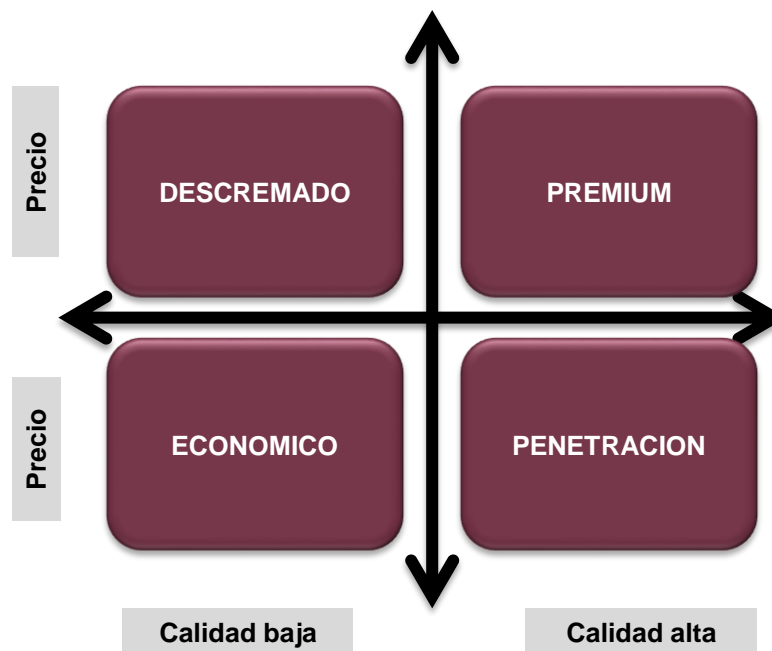 Precio
DESCREMADO
PREMIUM
Precio
ECONOMICO
PENETRACION
Calidad baja
Calidad alta